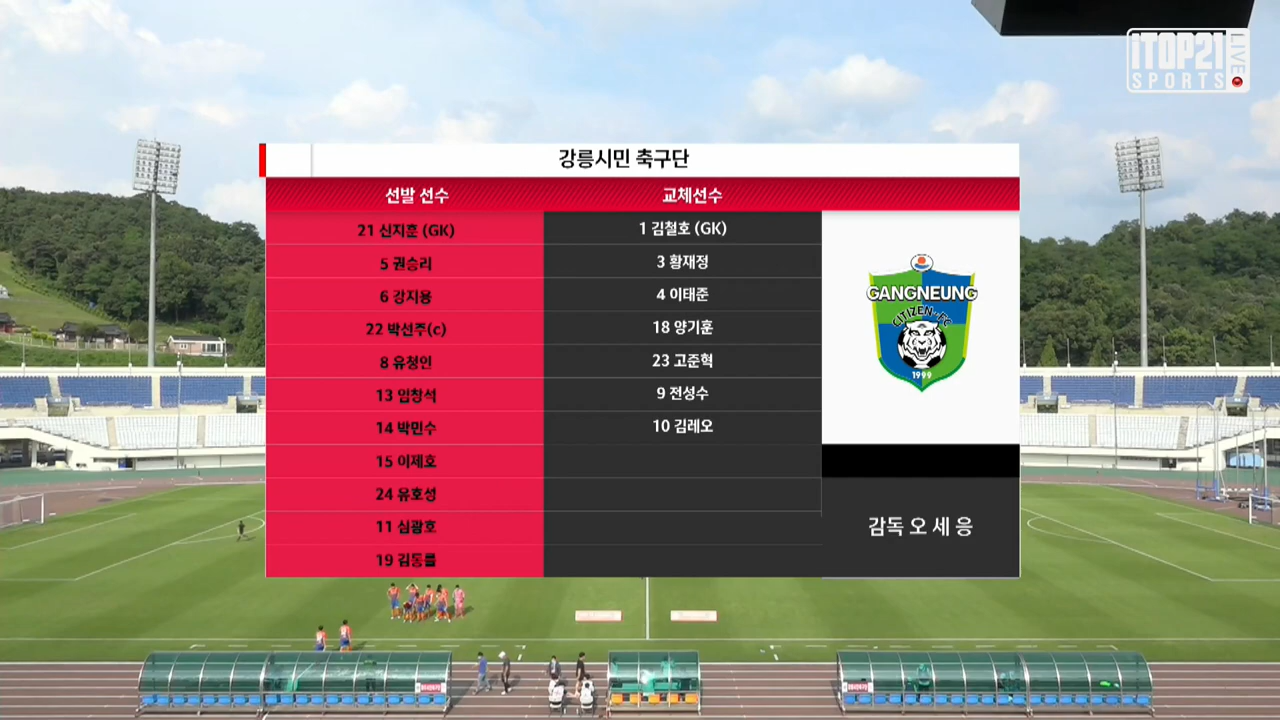 iTOP21
SPORTS
LIVE
강릉시민 축구단
선발 선수
교체선수
21 신지훈 (GK)
5 권승리
6 강지용
22 박선주(c)
8 유청인
13 임창석
14 박민수
15 이제호
24 유호성
11 심광호
19 김동률
1 김철호 (GK)
3 황재정
4 이태준
18 양기훈
23 고준혁
9 전성수
10 김레오
GANGNEUNG
CITIZEN-FC
1999
감독 오 세 응